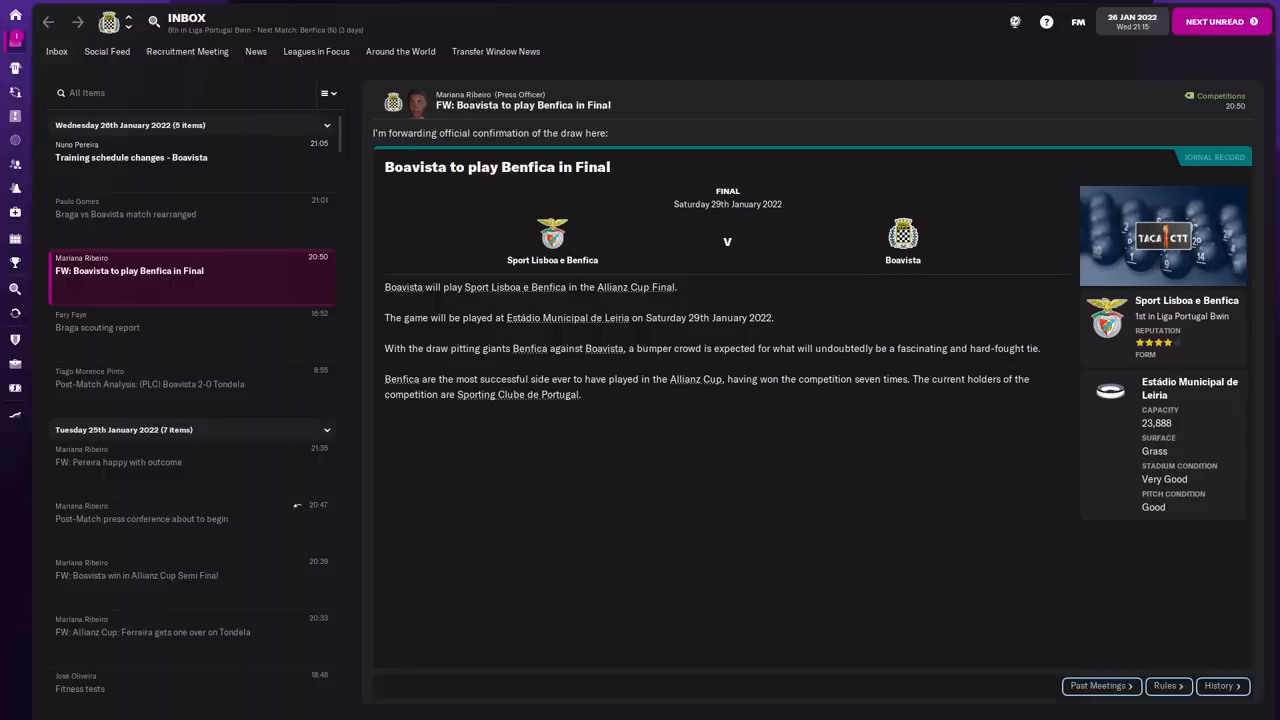 INBOX
8th in Liga Portugal Bwin - Next Match: Benfica (N) (3 days)
FM
26 JAN 2022
Wed 21:15
NEXT UNREAD
Inbox
Social Feed
Recruitment Meeting
News
Leagues in Focus
Around the World
Transfer Window News
All Items
Wednesday 26th January 2022 (5 items)
Nuno Pereira
21:05
Training schedule changes - Boavista
Paulo Gomes
21:01
Braga vs Boavista match rearranged
Mariana Ribeiro
20:50
FW: Boavista to play Benfica in Final
Fary Faye
16:52
Braga scouting report
Tiago Morence Pinto
8:55
Post-Match Analysis: (PLC) Boavista 2-0 Tondela
Tuesday 25th January 2022 (7 items)
Mariana Ribeiro
21:35
FW: Pereira happy with outcome
Mariana Ribeiro
20:47
Post-Match press conference about to begin
Mariana Ribeiro
20:39
FW: Boavista win in Allianz Cup Semi Final
Mariana Ribeiro
20:33
FW: Allianz Cup: Ferreira gets one over on Tondela
José Oliveira
18:48
Fitness tests
Mariana Ribeiro (Press Officer)
FW: Boavista to play Benfica in Final
Competitions
20:50
I'm forwarding official confirmation of the draw here:
JORNAL RECORD
Boavista to play Benfica in Final
FINAL
Saturday 29th January 2022
v
Sport Lisboa e Benfica
Boavista
Boavista will play Sport Lisboa e Benfica in the Allianz Cup Final.
The game will be played at Estádio Municipal de Leiria on Saturday 29th January 2022.
With the draw pitting giants Benfica against Boavista, a bumper crowd is expected for what will undoubtedly be a fascinating and hard-fought tie.
Benfica are the most successful side ever to have played in the Allianz Cup, having won the competition seven times. The current holders of the
competition are Sporting Clube de Portugal.
TACA CTT
Sport Lisboa e Benfica
1st in Liga Portugal Bwin
REPUTATION
FORM
Estádio Municipal de
Leiria
CAPACITY
23,888
SURFACE
Grass
STADIUM CONDITION
Very Good
PITCH CONDITION
Good
Past Meetings
Rules
History